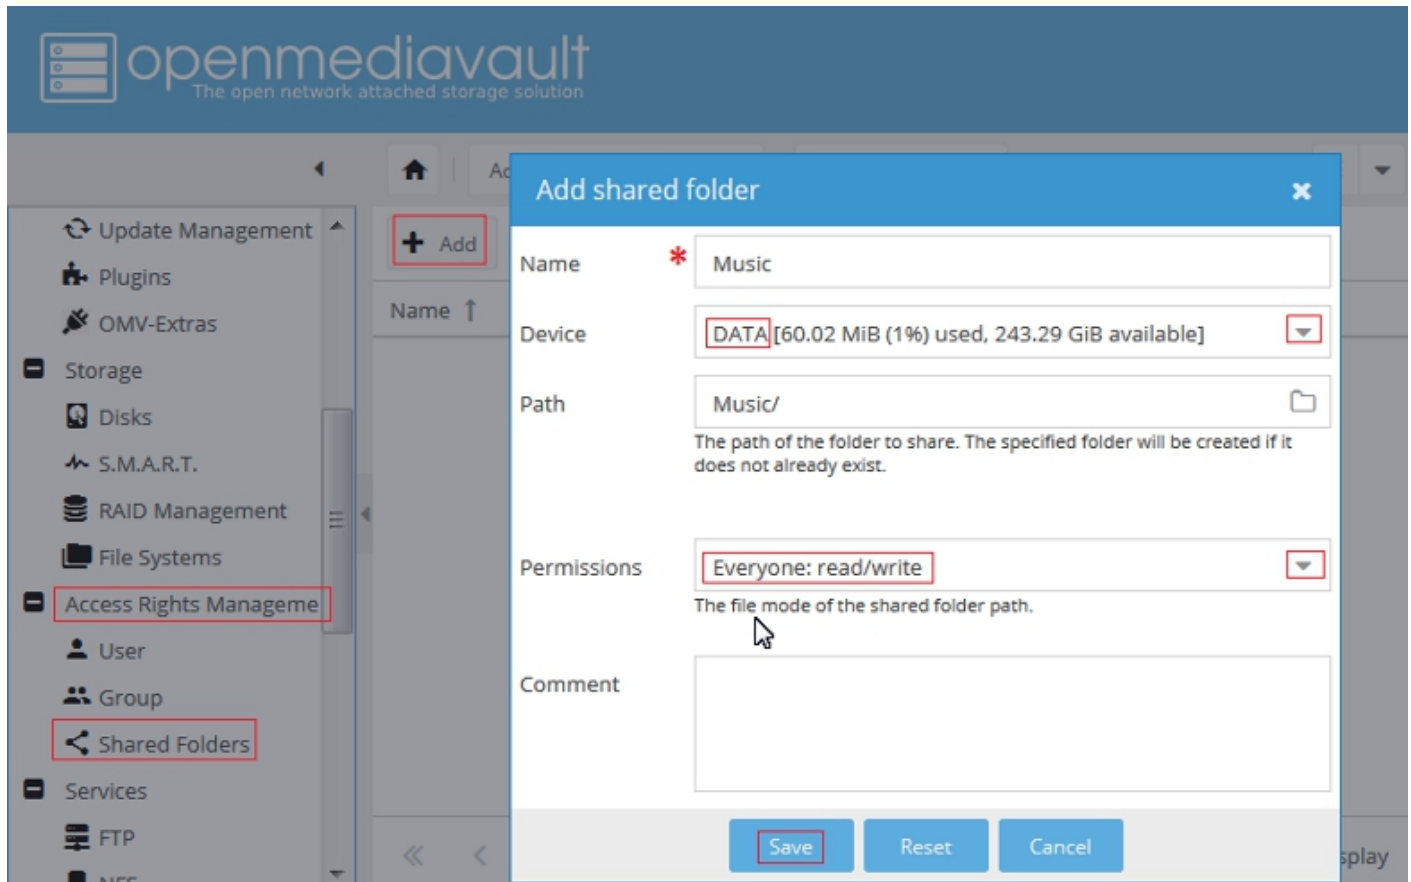 openmediavault
The open network attached storage solution
Update Management
Plugins
OMV-Extras
Storage
Disks
S.M.A.R.T.
RAID Management
File Systems
Access Rights Manageme
User
Group
Shared Folders
Services
FTP
Add
Name
Add shared folder
Name * Music
Device DATA [60.02 MiB (1%) used, 243.29 GiB available]
Path Music/
The path of the folder to share. The specified folder will be created if it
does not already exist.
Permissions Everyone: read/write
The file mode of the shared folder path.
Comment
Save Reset Cancel
splay